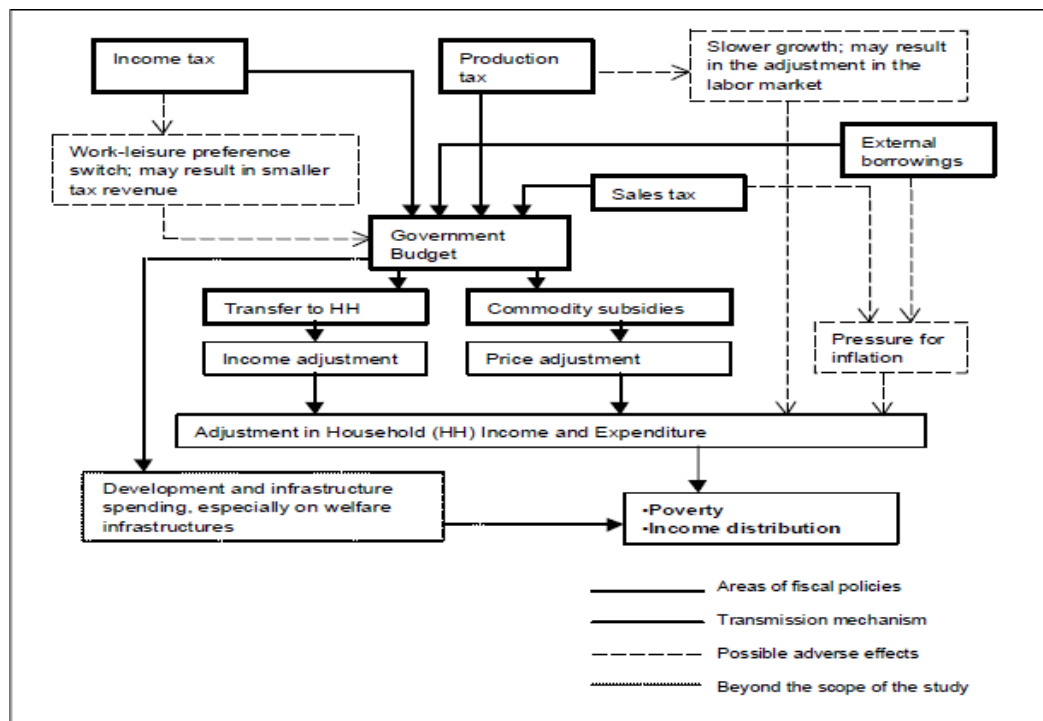 Income tax
Production
tax
Slower growth; may result
in the adjustment in the
labor market
Work-leisure preference
switch; may result in smaller
tax revenue
External
borrowings
Sales tax
Government
Budget
Transfer to HH
Commodity subsidies
Income adjustment
Price adjustment
Pressure for
inflation
Adjustment in Household (HH) Income and Expenditure
Development and infrastructure
spending, especially on welfare
infrastructures
•Poverty
•Income distribution
Areas of fiscal policies
Transmission mechanism
Possible adverse effects
Beyond the scope of the study